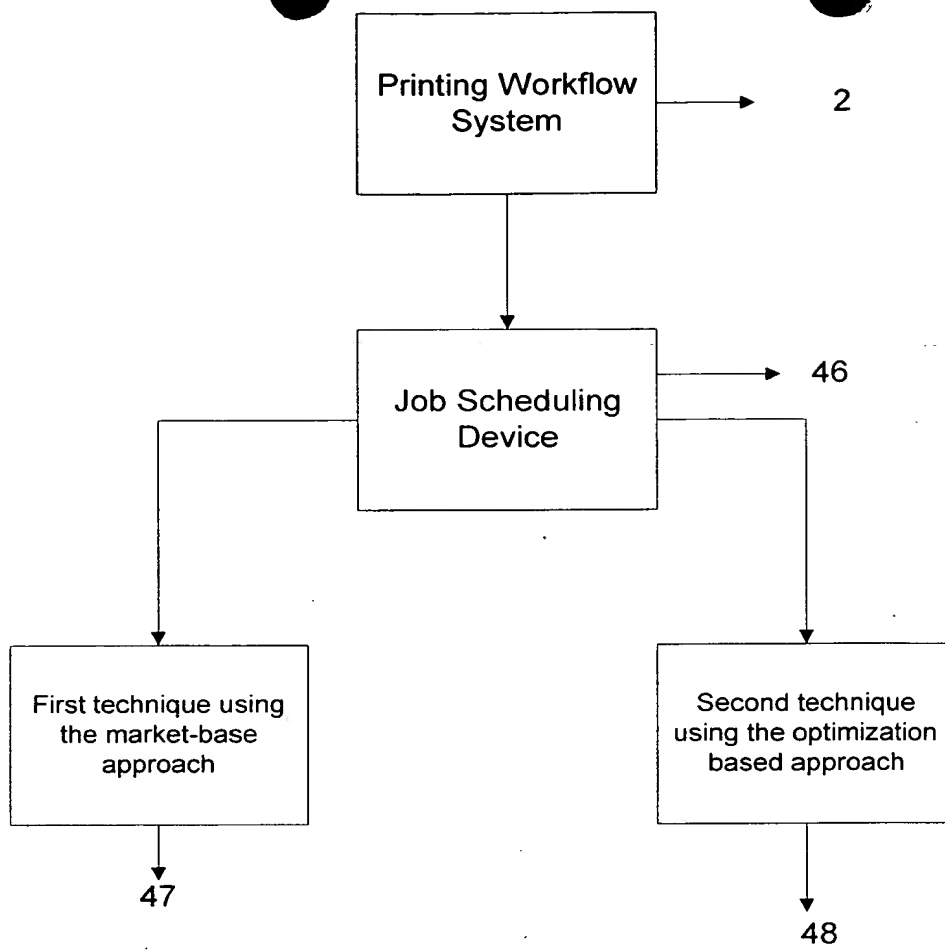 Printing Workflow
System
2
Job Scheduling
Device
46
First technique using
the market-base
approach
Second technique
using the optimization
based approach
47
48